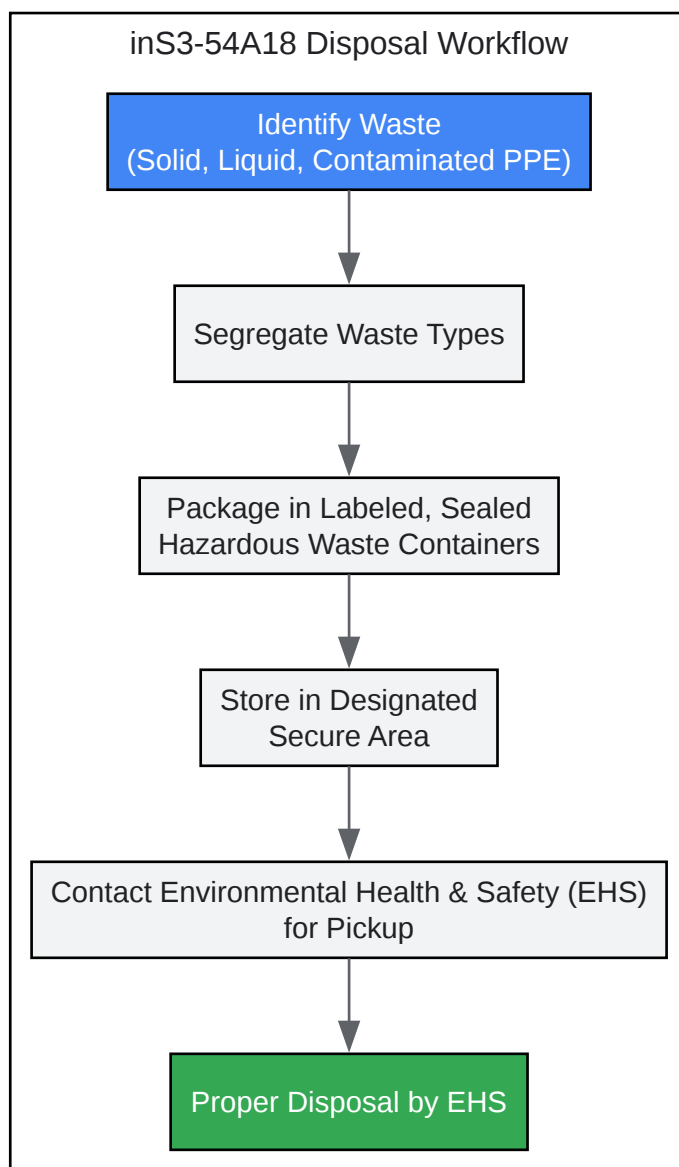 inS3-54A18 Disposal Workflow
Identify Waste
(Solid, Liquid, Contaminated PPE)
Segregate Waste Types
Package in Labeled, Sealed
Hazardous Waste Containers
Store in Designated
Secure Area
Contact Environmental Health & Safety (EHS)
for Pickup
Proper Disposal by EHS